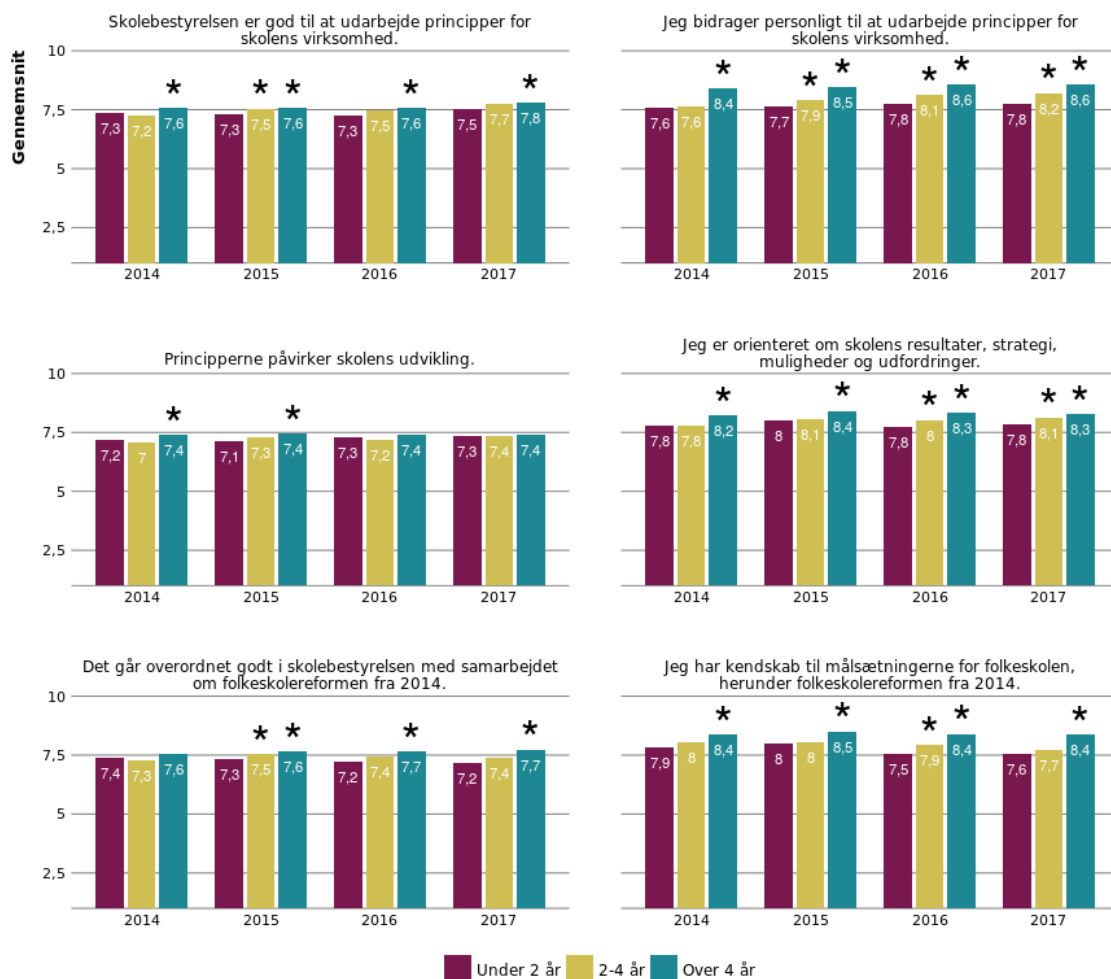 Skolebestyrelsen er god til at udarbejde principper for
skolens virksomhed.
Gennemsnit
10
7,5
5
2,5
* * * * *
7,3 7,2 7,6 7,3 7,5 7,6 7,3 7,5 7,6 7,5 7,7 7,8
2014 2015 2016 2017
Jeg bidrager personligt til at udarbejde principper for
skolens virksomhed.
* * * * * * *
7,6 7,6 8,4 7,7 7,9 8,5 7,8 8,1 8,6 7,8 8,2 8,6
2014 2015 2016 2017
Principperne påvirker skolens udvikling.
10
7,5
5
2,5
* *
7,2 7 7,4 7,1 7,3 7,4 7,3 7,2 7,4 7,3 7,4 7,4
2014 2015 2016 2017
Jeg er orienteret om skolens resultater, strategi,
muligheder og udfordringer.
* * * * * *
7,8 7,8 8,2 8 8,1 8,4 7,8 8 8,3 7,8 8,1 8,3
2014 2015 2016 2017
Det går overordnet godt i skolebestyrelsen med samarbejdet
om folkeskolereformen fra 2014.
10
7,5
5
2,5
* * * *
7,4 7,3 7,6 7,3 7,5 7,6 7,2 7,4 7,7 7,2 7,4 7,7
2014 2015 2016 2017
Jeg har kendskab til målsætningerne for folkeskolen,
herunder folkeskolereformen fra 2014.
* * * * *
7,9 8 8,4 8 8 8,5 7,5 7,9 8,4 7,6 7,7 8,4
2014 2015 2016 2017
Under 2 år 2-4 år Over 4 år